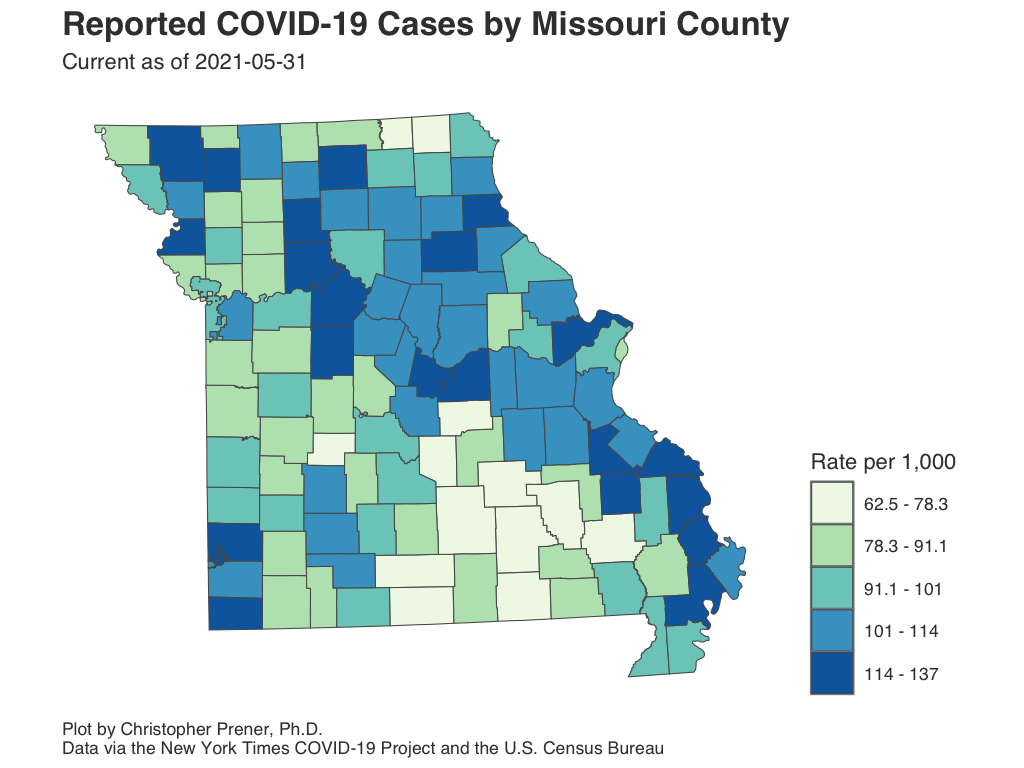 Reported COVID-19 Cases by Missouri County
Current as of 2021-05-31
Rate per 1,000
62.5 - 78.3
78.3 - 91.1
91.1 - 101
101 - 114
114 - 137
Plot by Christopher Prener, Ph.D.
Data via the New York Times COVID-19 Project and the U.S. Census Bureau